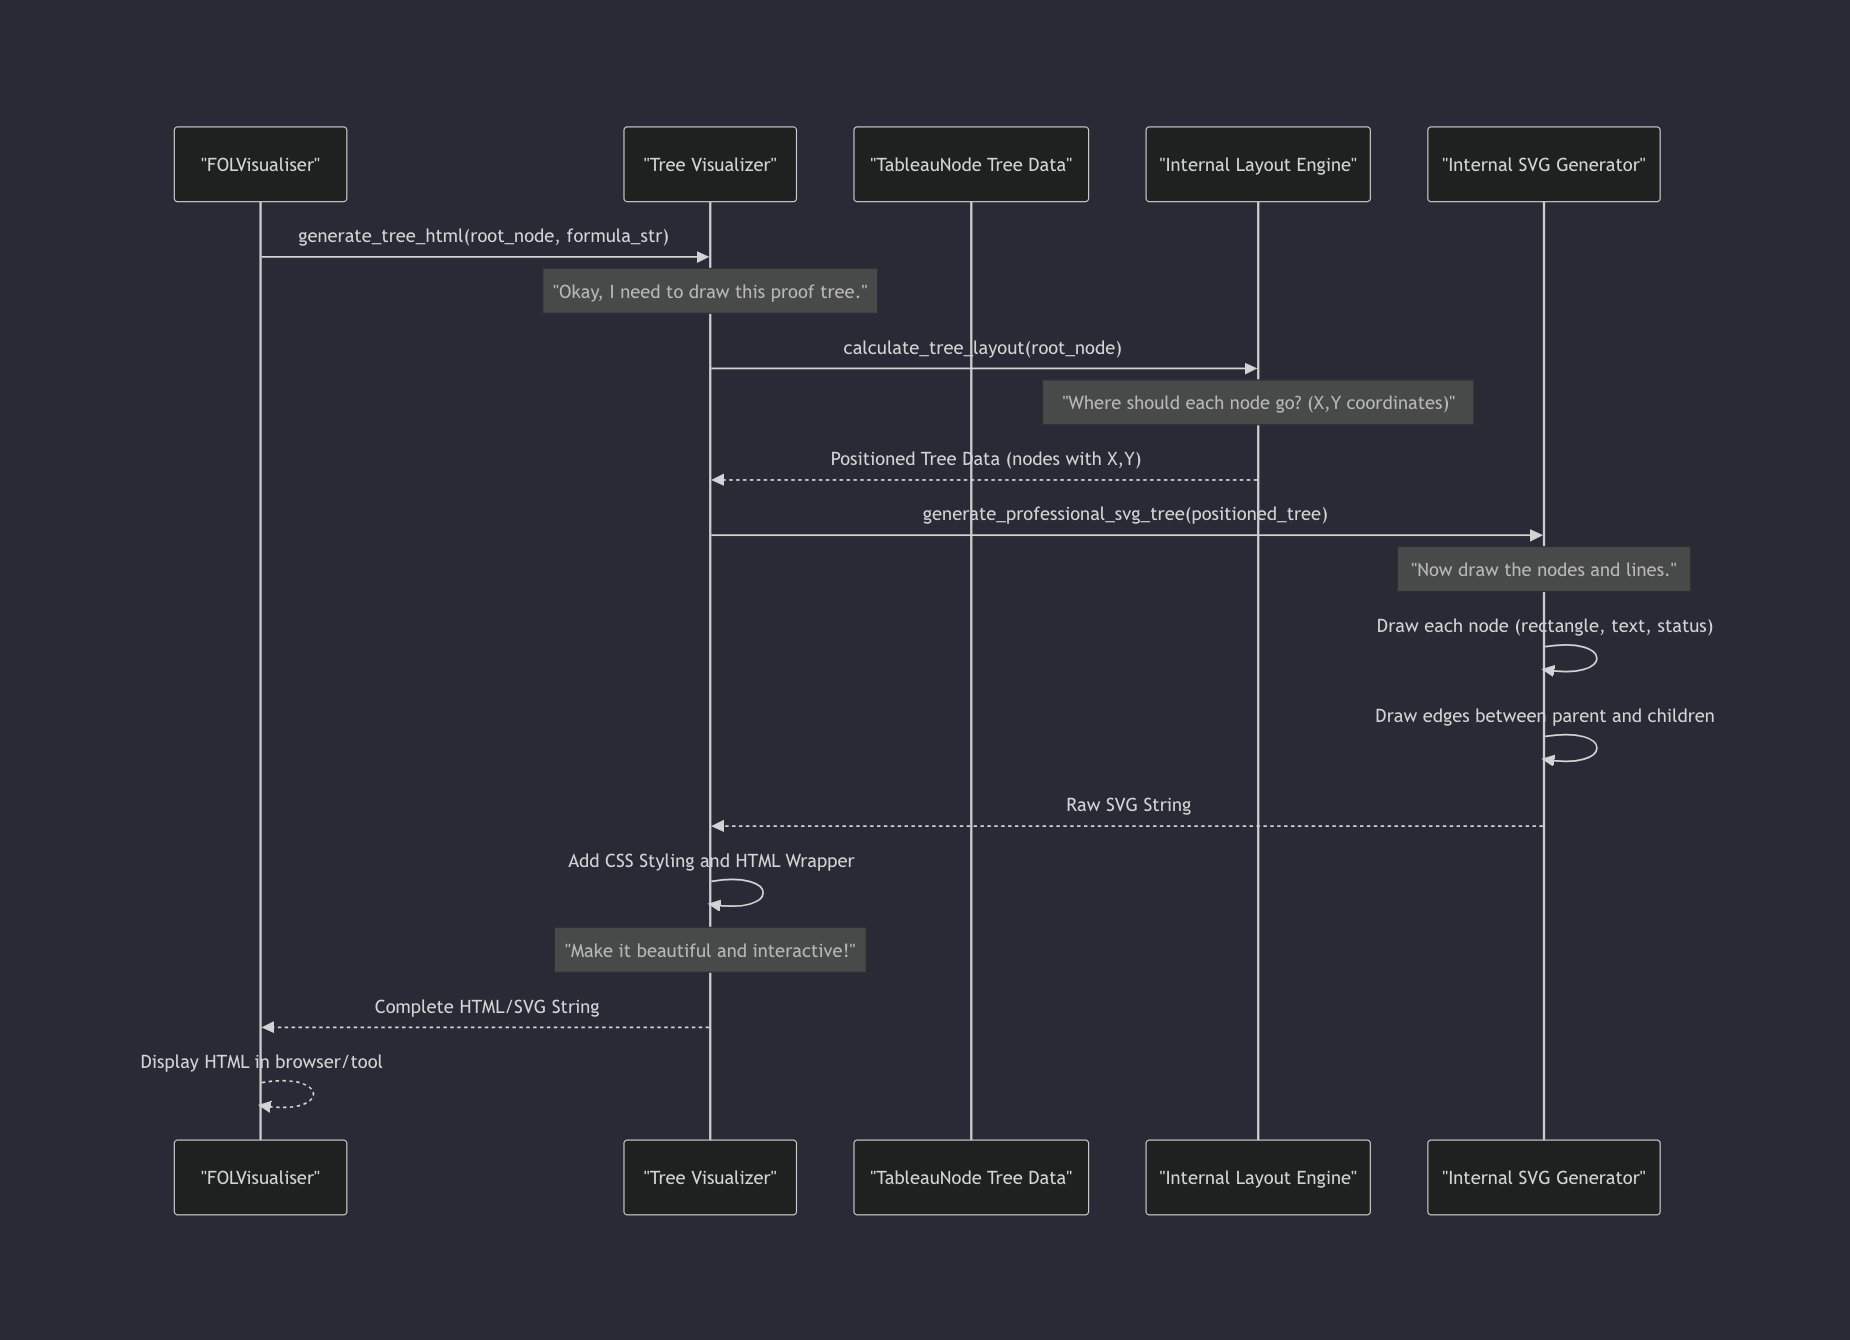 "FOLVisualiser"
"Tree Visualizer"
"TableauNode Tree Data"
"Internal Layout Engine"
"Internal SVG Generator"
generate_tree_html(root_node, formula_str)
"Okay, I need to draw this proof tree."
calculate_tree_layout(root_node)
"Where should each node go? (X,Y coordinates)"
Positioned Tree Data (nodes with X,Y)
generate_professional_svg_tree(positioned_tree)
"Now draw the nodes and lines."
Draw each node (rectangle, text, status)
Draw edges between parent and children
Raw SVG String
Add CSS Styling and HTML Wrapper
"Make it beautiful and interactive!"
Complete HTML/SVG String
Display HTML in browser/tool
"FOLVisualiser"
"Tree Visualizer"
"TableauNode Tree Data"
"Internal Layout Engine"
"Internal SVG Generator"